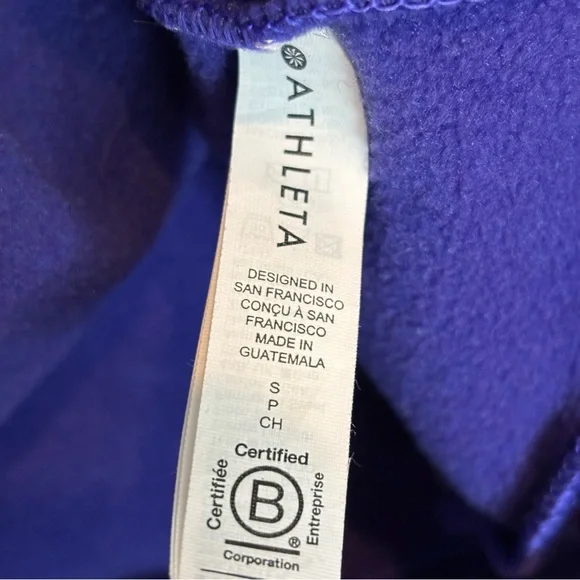 ATHLETA
DESIGNED IN
SAN FRANCISCO
CONÇU À SAN
FRANCISCO
MADE IN
GUATEMALA
S
P
CH
Certified
Certifiée
B
Entreprise
®
Corporation